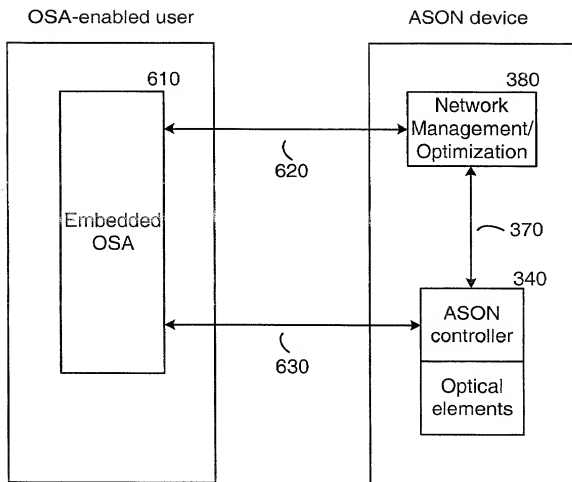 OSA-enabled user
ASON device
610
380
Network
Management/
Optimization
620
Embedded
OSA
370
340
ASON
controller
630
Optical
elements